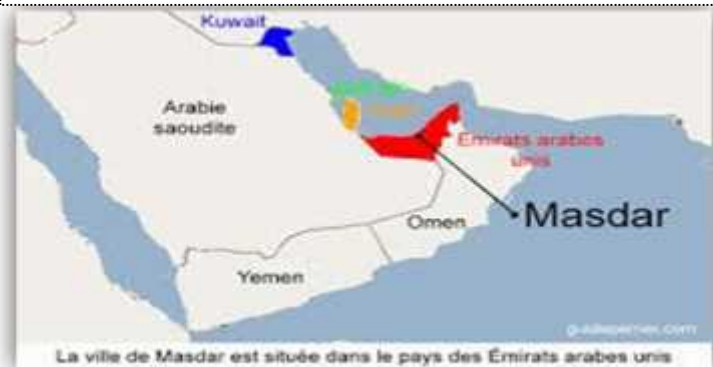 Kuwait
Arabie
saoudite
Emirats arabes
unis
Masdar
Omen
Yemen
La ville de Masdar est située dans le pays des Émirats arabes unis